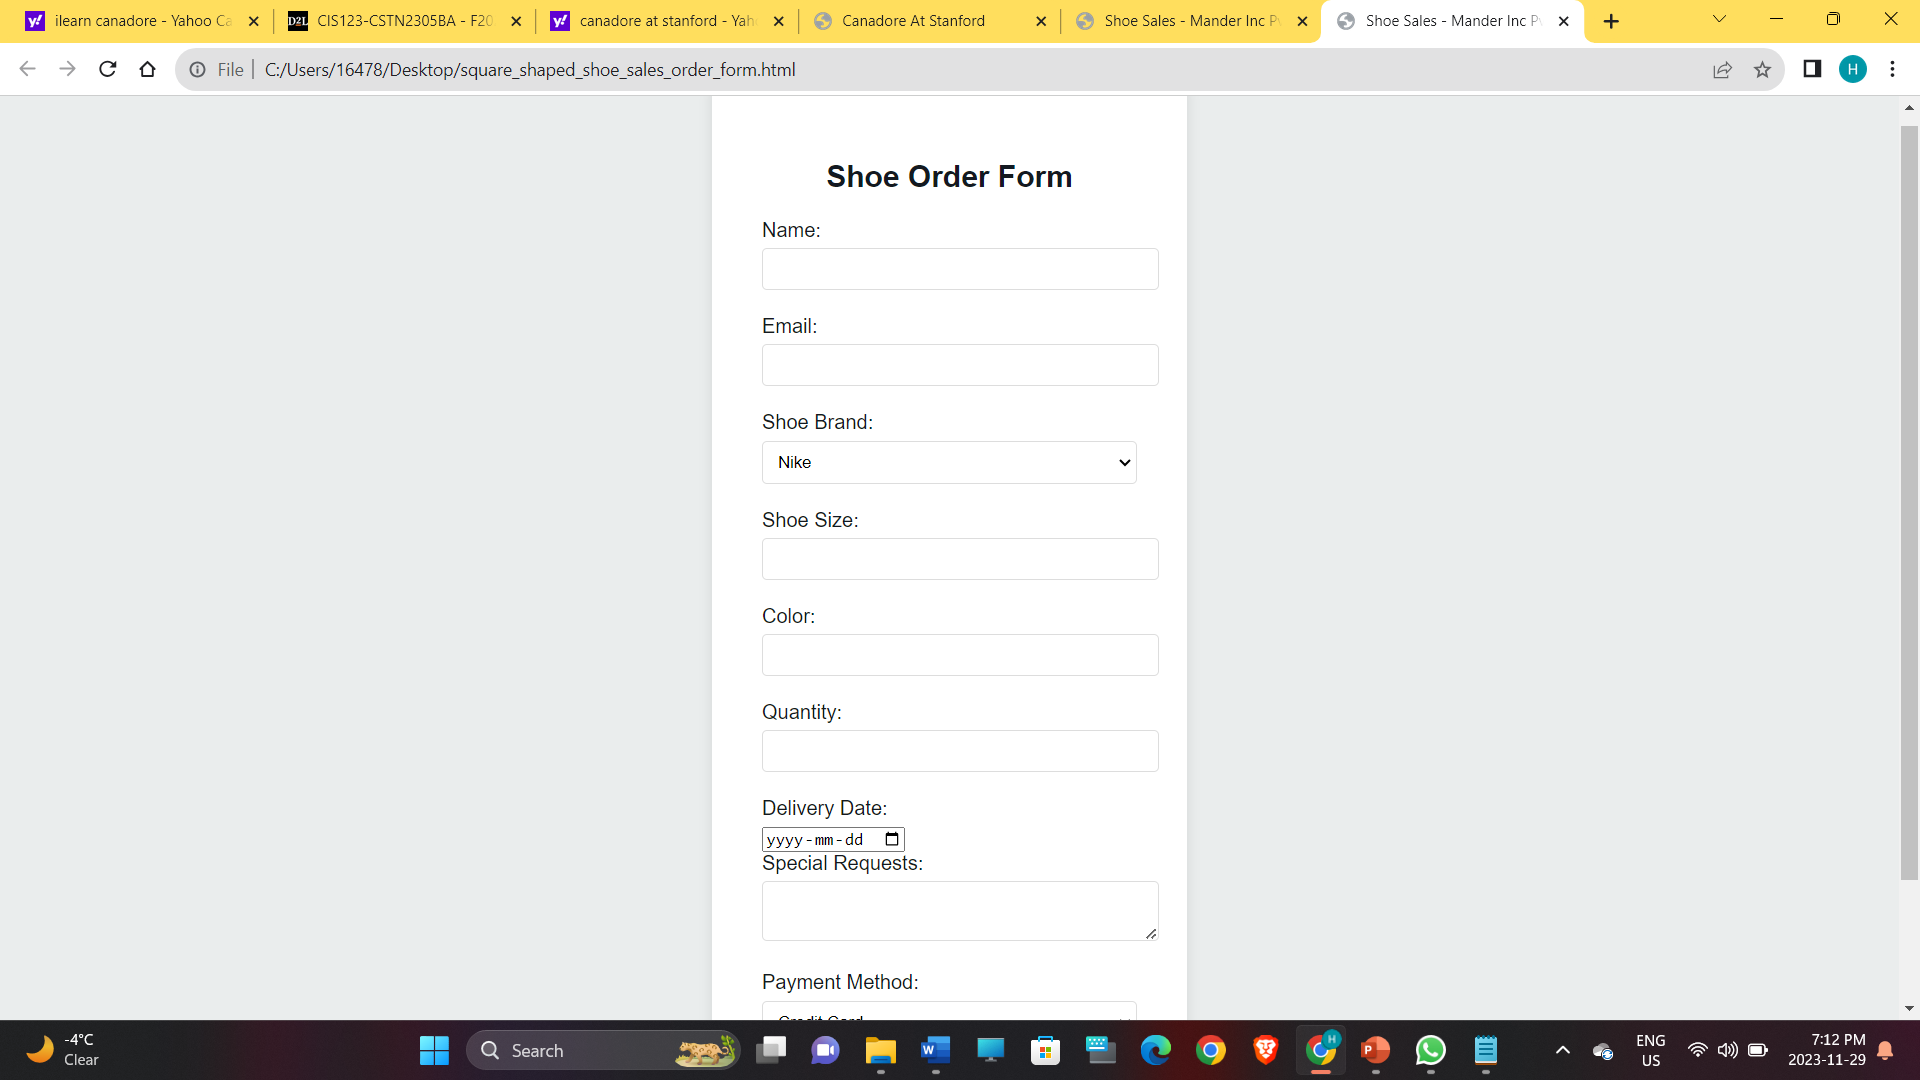 ilearn canadore - Yahoo Ca
CIS123-CSTN2305BA - F20
canadore at stanford - Yah
Canadore At Stanford
Shoe Sales - Mander Inc P
Shoe Sales - Mander Inc P
File
C:/Users/16478/Desktop/square_shaped_shoe_sales_order_form.html
H
Shoe Order Form
Name:
Email:
Shoe Brand:
Nike
Shoe Size:
Color:
Quantity:
Delivery Date:
yyyy-mm-dd
Special Requests:
Payment Method:
Credit Card
-4°C
Clear
Search
ENG
US
7:12 PM
2023-11-29